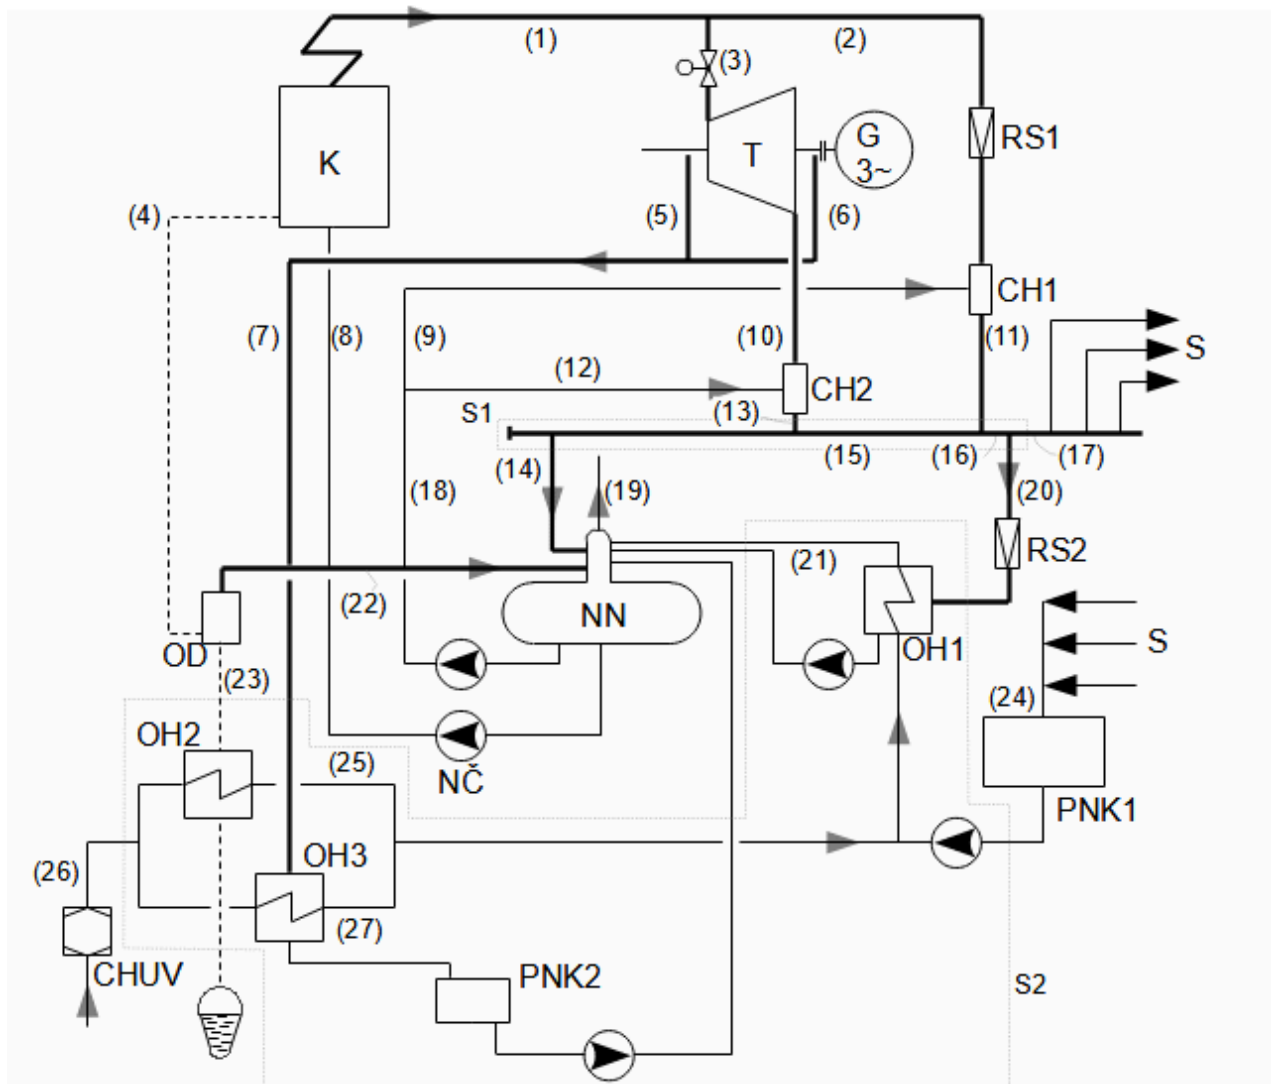 (1)
(2)
(3)
RS1
K
T
G
3~
(4)
(5)
(6)
CH1
(7)
(8)
(9)
(10)
(11)
S
(12)
CH2
S1
(13)
(14)
(15)
(16)
(17)
(18)
(19)
(20)
RS2
(21)
(22)
NN
OD
OH1
S
(23)
(24)
OH2
(25)
NČ
PNK1
OH3
(26)
(27)
CHUV
PNK2
S2